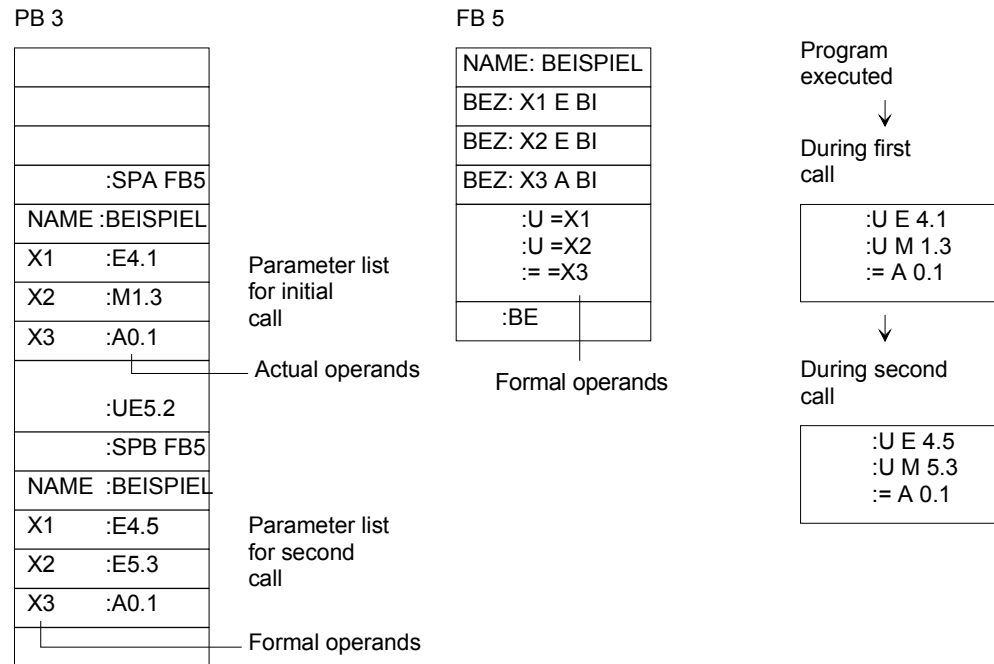 PB 3
:SPA FB5
NAME :BEISPIEL
X1 :E4.1
X2 :M1.3
X3 :A0.1
:UE5.2
:SPB FB5
NAME :BEISPIEL
X1 :E4.5
X2 :E5.3
X3 :A0.1
Parameter list
for initial
call
Actual operands
Parameter list
for second
call
Formal operands
FB 5
NAME: BEISPIEL
BEZ: X1 E BI
BEZ: X2 E BI
BEZ: X3 A BI
:U =X1
:U =X2
:= =X3
:BE
Formal operands
Program
executed
During first
call
:U E 4.1
:U M 1.3
:= A 0.1
During second
call
:U E 4.5
:U M 5.3
:= A 0.1